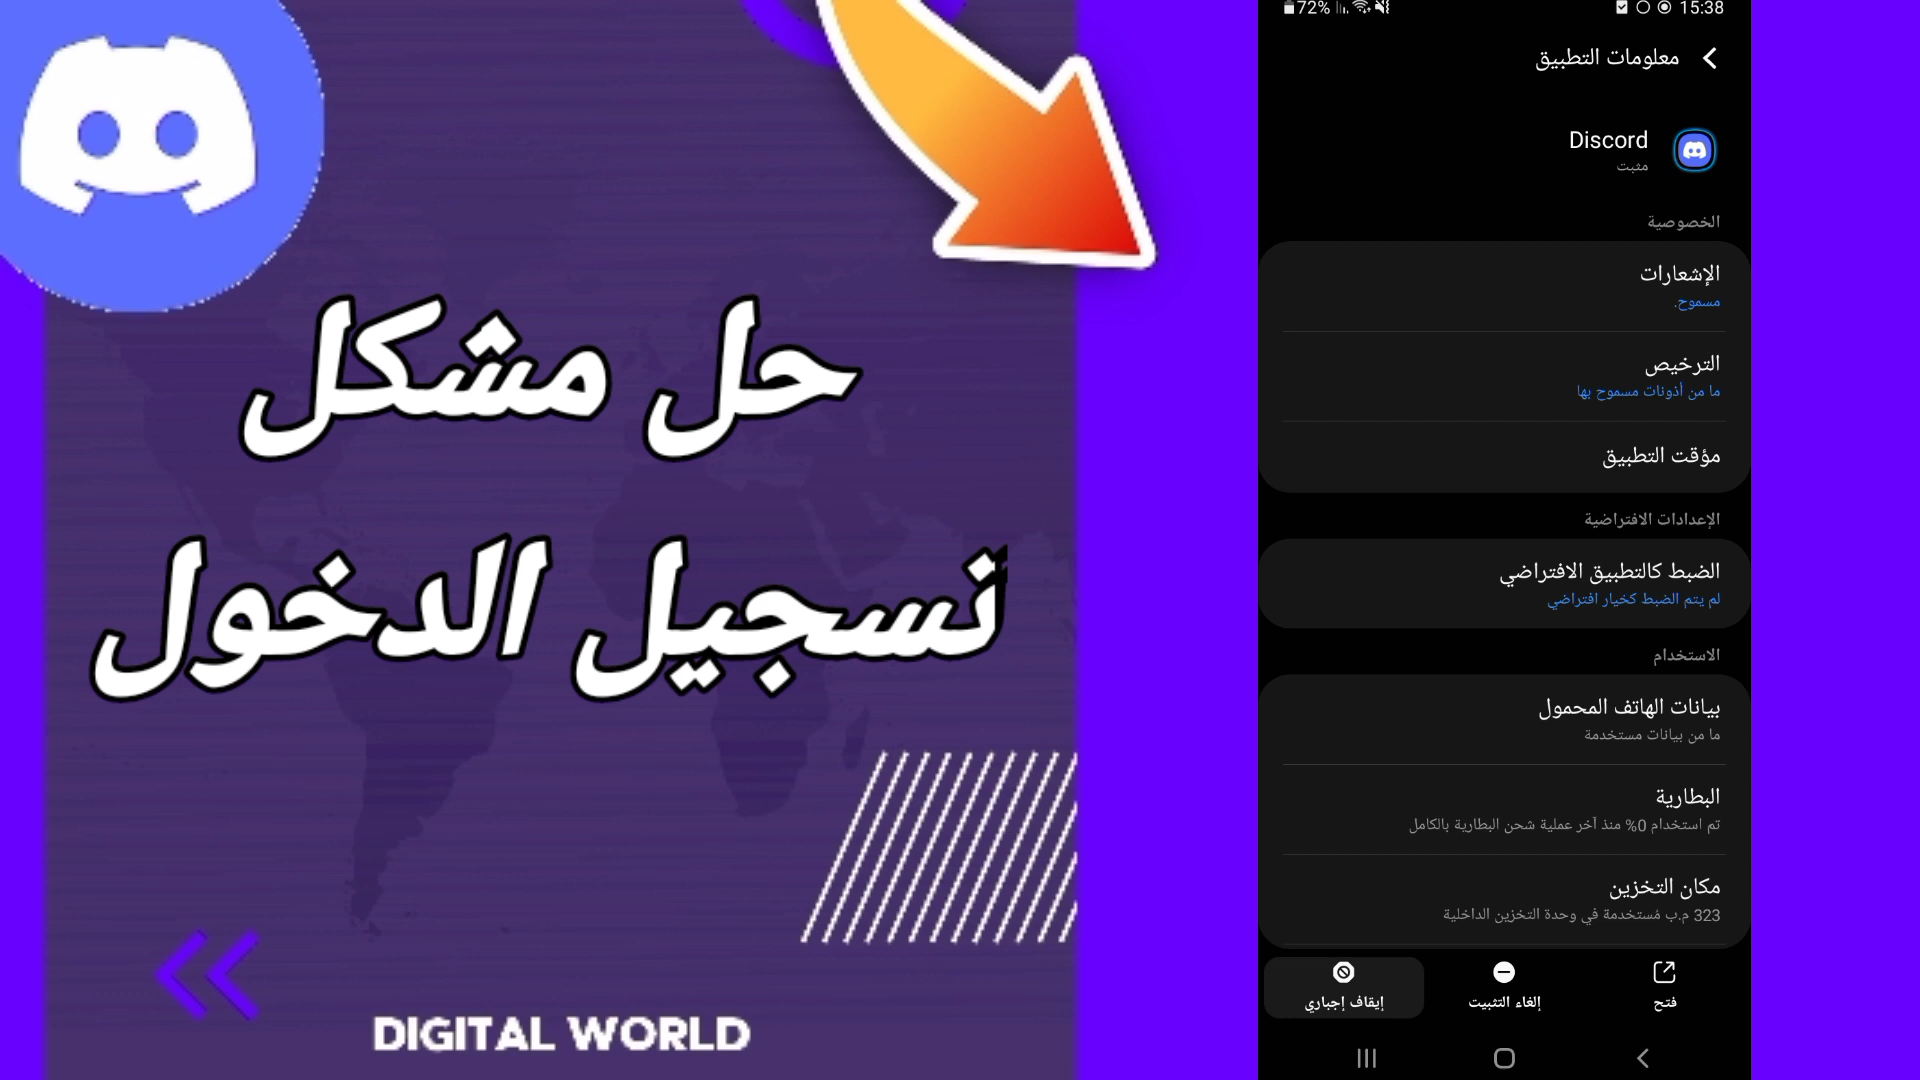 حل مشكل
تسجيل الدخول
DIGITAL WORLD
72%
15:38
معلومات التطبيق
Discord
مثبت
الخصوصية
الإشعارات
مسموح.
الترخيص
ما من أذونات مسموح بها
مؤقت التطبيق
الإعدادات الافتراضية
الضبط كالتطبيق الافتراضي
لم يتم الضبط كخيار افتراضي
الاستخدام
بيانات الهاتف المحمول
ما من بيانات مستخدمة
البطارية
تم استخدام 0% منذ آخر عملية شحن البطارية بالكامل
مكان التخزين
323 م.ب مُستخدمة في وحدة التخزين الداخلية
فتح
إلغاء التثبيت
إيقاف إجباري